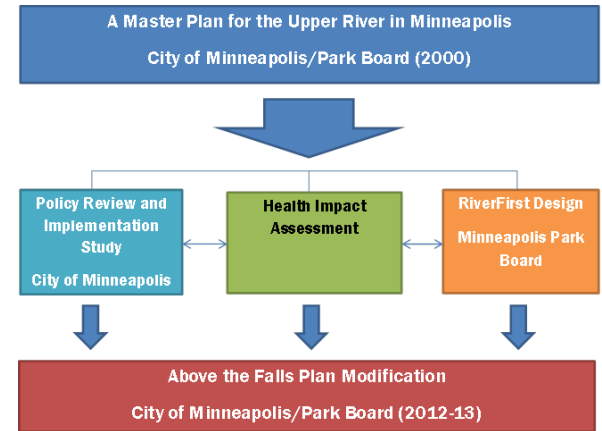 A Master Plan for the Upper River in Minneapolis
City of Minneapolis/Park Board (2000)
Policy Review and
Implementation
Study
City of Minneapolis
Health Impact
Assessment
RiverFirst Design
Minneapolis Park
Board
Above the Falls Plan Modification
City of Minneapolis/Park Board (2012-13)